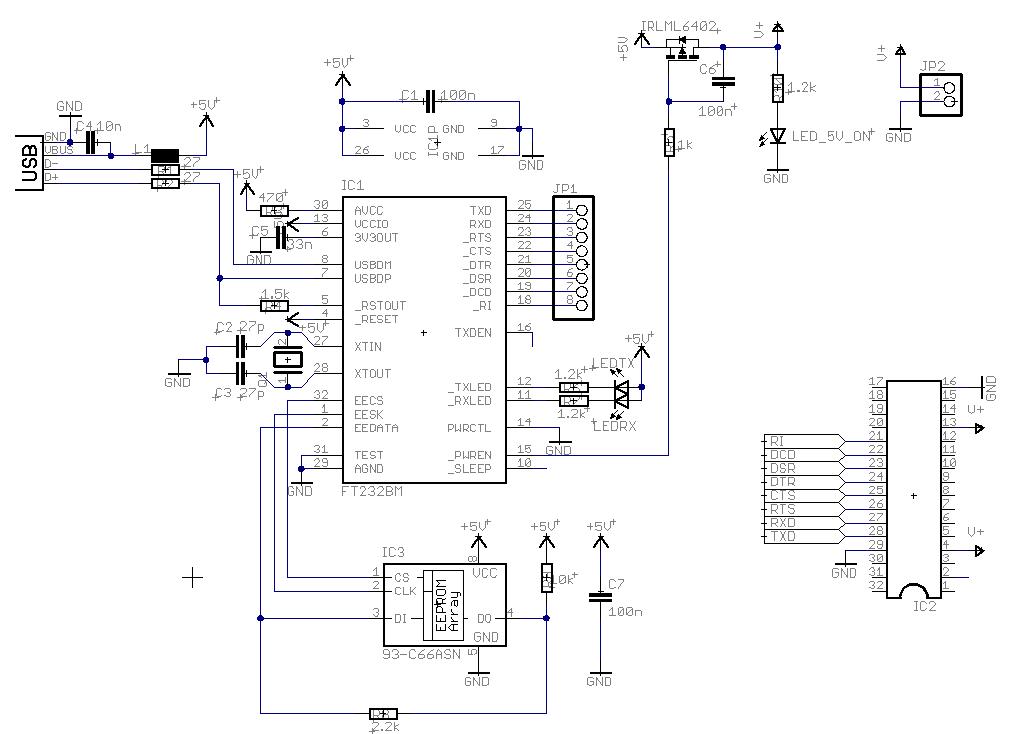 IRLML6402
+5V
V+
C6
100n
1.2k
LED_5V_ON
GND
1k
V+
JP2
1
2
GND
+5V
C1 100n
3 VCC GND 9
26 VCC GND 17
IC1P
GND
GND
C4 10n
+5V
USB
GND
VBUS
D-
D+
L1
27
27
+5V
470
C5
33n
GND
1.5k
+5V
C2 27p
C3 27p
Q1
2
1
GND
IC1
30 AVCC TXD 25
13 VCCIO RXD 24
6 3V3OUT _RTS 23
_CTS 22
8 USBDM _DTR 21
7 USBDP _DSR 20
_DCD 19
5 _RSTOUT _RI 18
4 _RESET
TXDEN 16
27 XTIN
28 XTOUT
_TXLED 12
32 EECS _RXLED 11
1 EESK
2 EEDATA PWRCTL 14
31 TEST _PWREN 15
29 AGND _SLEEP 10
FT232BM
GND
JP1
1
2
3
4
5
6
7
8
LEDTX
+5V
1.2k
1.2k
LEDRX
GND
17 16
18 15
19 14
20 13
21 12
22 11
23 10
24 9
25 8
26 7
27 6
28 5
29 4
30 3
31 2
32 1
GND
V+
V+
RI
DCD
DSR
DTR
CTS
RTS
RXD
TXD
GND
IC2
IC3
+5V
8
VCC
1 CS
2 CLK
3 DI
EEPROM
Array
DO 4
GND
5
93-C66ASN
GND
+5V
10k
+5V
C7
100n
GND
2.2k